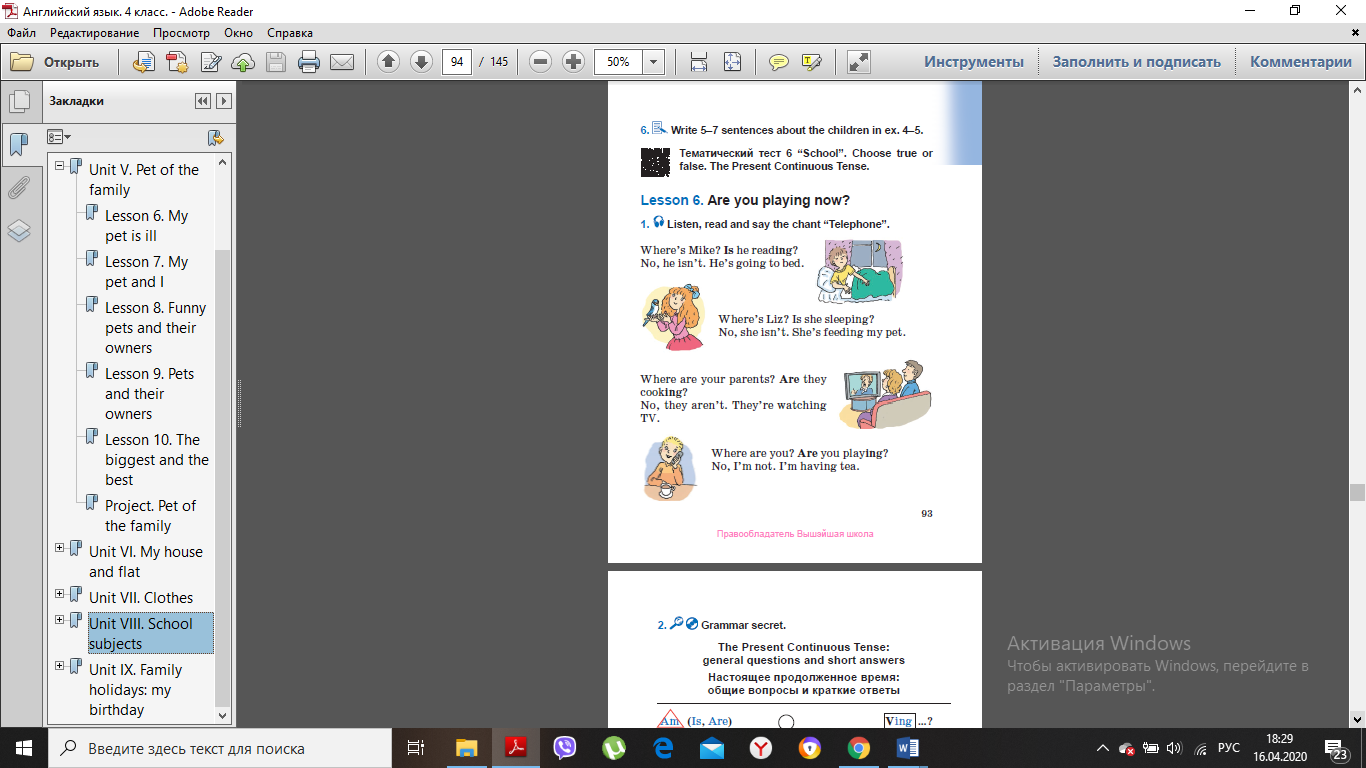 Английский язык. 4 класс. - Adobe Reader
Файл Редактирование Просмотр Окно Справка
Открыть
94 / 145
50%
Инструменты
Заполнить и подписать
Комментарии
Закладки
Unit V. Pet of the
family
Lesson 6. My
pet is ill
Lesson 7. My
pet and I
Lesson 8. Funny
pets and their
owners
Lesson 9. Pets
and their
owners
Lesson 10. The
biggest and the
best
Project. Pet of
the family
Unit VI. My house
and flat
Unit VII. Clothes
Unit VIII. School
subjects
Unit IX. Family
holidays: my
birthday
6. Write 5–7 sentences about the children in ex. 4–5.
Тематический тест 6 “School”. Choose true or
false. The Present Continuous Tense.
Lesson 6. Are you playing now?
1. Listen, read and say the chant “Telephone”.
Where’s Mike? Is he reading?
No, he isn’t. He’s going to bed.
Where’s Liz? Is she sleeping?
No, she isn’t. She’s feeding my pet.
Where are your parents? Are they
cooking?
No, they aren’t. They’re watching
TV.
Where are you? Are you playing?
No, I’m not. I’m having tea.
93
Правообладатель Вышэйшая школа
2. Grammar secret.
The Present Continuous Tense:
general questions and short answers
Настоящее продолженное время:
общие вопросы и краткие ответы
Am (Is, Are) Ving ...?
Активация Windows
Чтобы активировать Windows, перейдите в
раздел "Параметры".
Введите здесь текст для поиска
РУС
18:29
16.04.2020
23